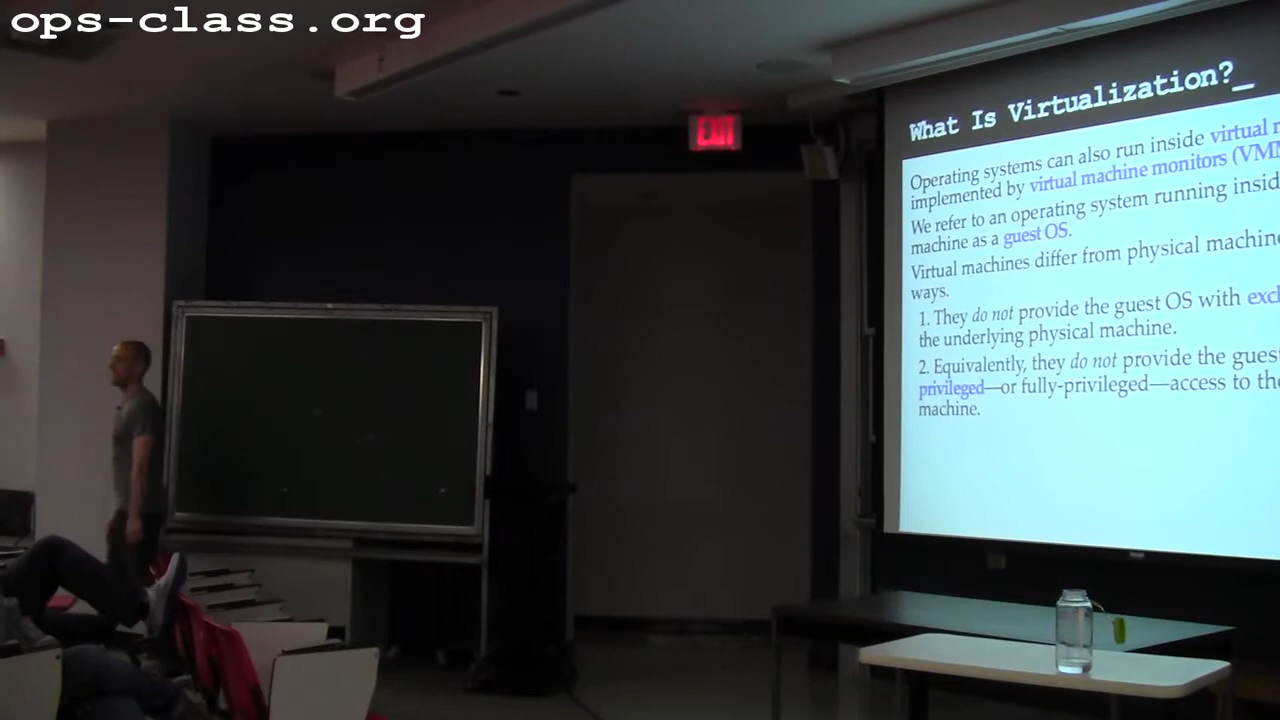 ops-class.org
EXIT
What Is Virtualization?_
Operating systems can also run inside virtual
implemented by virtual machine monitors (VMM
We refer to an operating system running
machine as a guest OS.
Virtual machines differ from physical
ways.
1. They do not provide the guest OS with
the underlying physical machine.
2. Equivalently, they do not provide the
privileged—or fully-privileged—access to
machine.